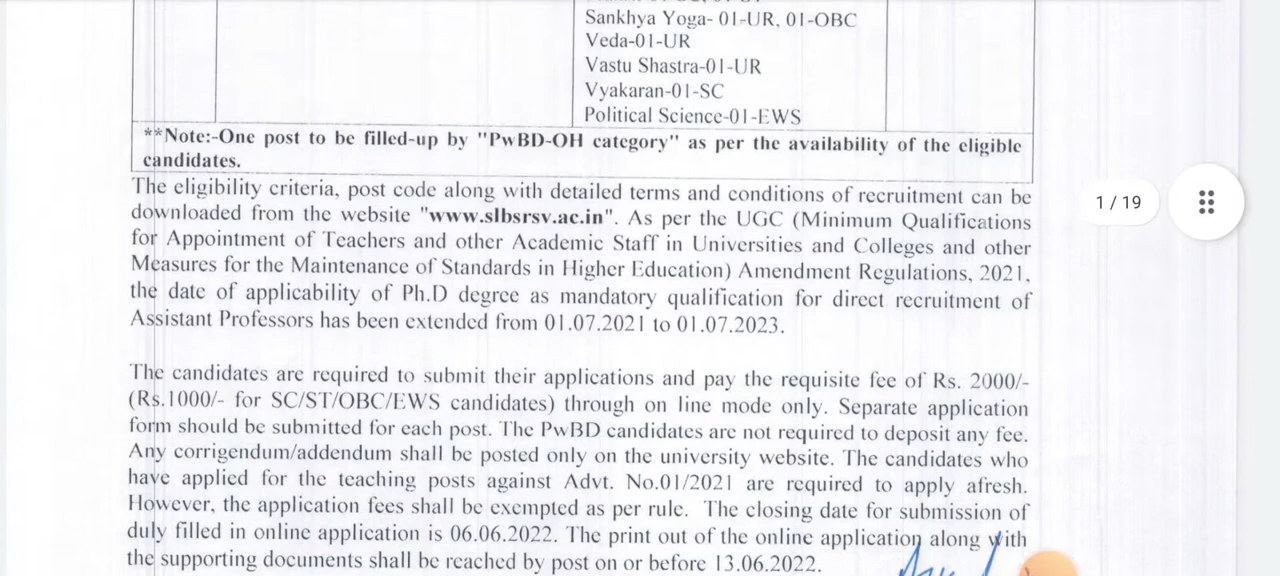 Sankhya Yoga- 01-UR, 01-OBC
Veda-01-UR
Vastu Shastra-01-UR
Vyakaran-01-SC
Political Science-01-EWS
**Note:-One post to be filled-up by "PwBD-OH category" as per the availability of the eligible
candidates.
The eligibility criteria, post code along with detailed terms and conditions of recruitment can be
downloaded from the website "www.slbsrsv.ac.in". As per the UGC (Minimum Qualifications
for Appointment of Teachers and other Academic Staff in Universities and Colleges and other
Measures for the Maintenance of Standards in Higher Education) Amendment Regulations, 2021,
the date of applicability of Ph.D degree as mandatory qualification for direct recruitment of
Assistant Professors has been extended from 01.07.2021 to 01.07.2023.
1 / 19
The candidates are required to submit their applications and pay the requisite fee of Rs. 2000/-
(Rs.1000/- for SC/ST/OBC/EWS candidates) through on line mode only. Separate application
form should be submitted for each post. The PwBD candidates are not required to deposit any fee.
Any corrigendum/addendum shall be posted only on the university website. The candidates who
have applied for the teaching posts against Advt. No.01/2021 are required to apply afresh.
However, the application fees shall be exempted as per rule. The closing date for submission of
duly filled in online application is 06.06.2022. The print out of the online application along with
the supporting documents shall be reached by post on or before 13.06.2022.